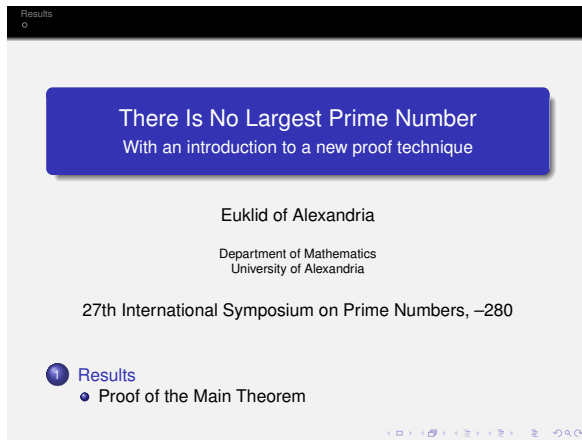 Results
There Is No Largest Prime Number
With an introduction to a new proof technique
Euklid of Alexandria
Department of Mathematics
University of Alexandria
27th International Symposium on Prime Numbers, –280
1 Results
Proof of the Main Theorem